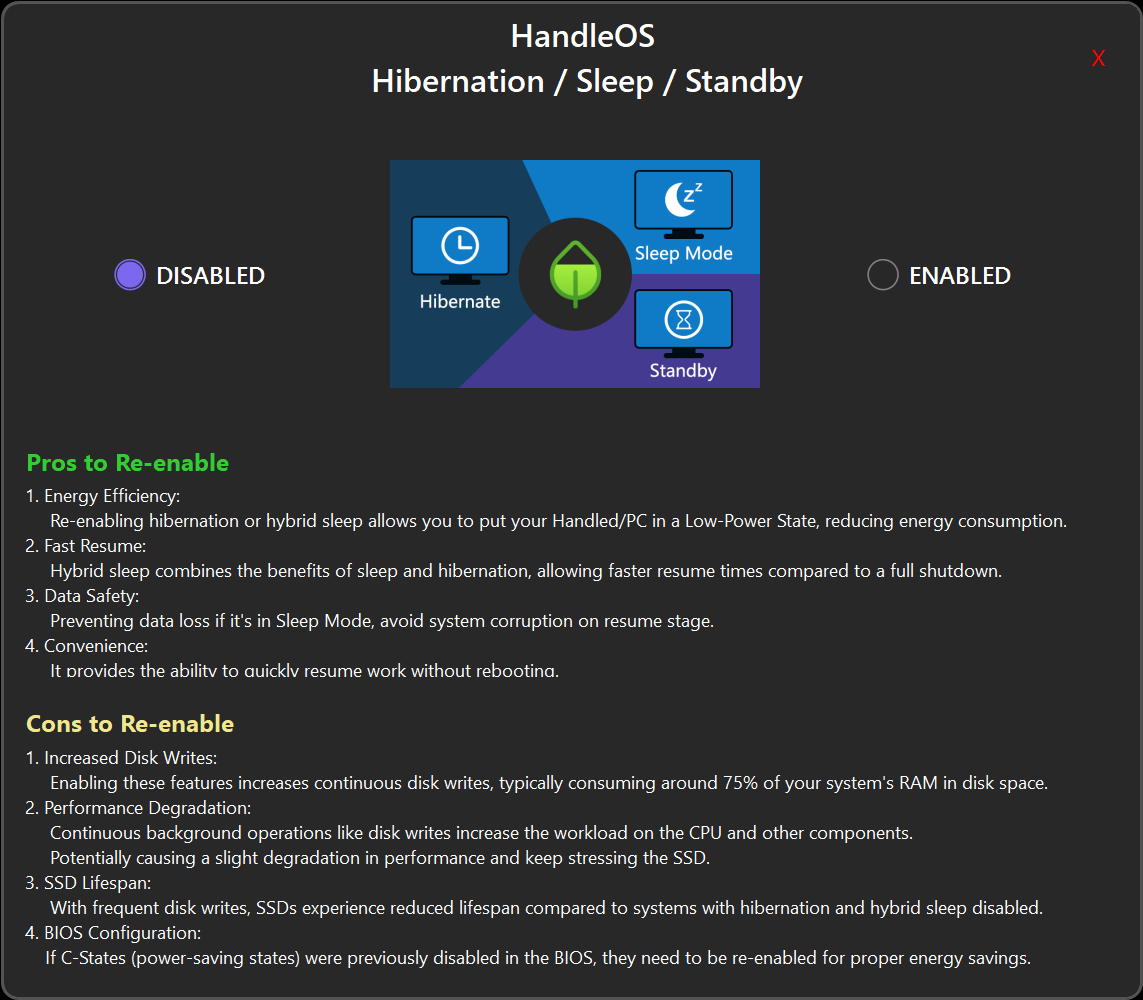 HandleOS
Hibernation / Sleep / Standby
X
DISABLED
Hibernate
Sleep Mode
Standby
ENABLED
Pros to Re-enable
1. Energy Efficiency:
Re-enabling hibernation or hybrid sleep allows you to put your Handled/PC in a Low-Power State, reducing energy consumption.
2. Fast Resume:
Hybrid sleep combines the benefits of sleep and hibernation, allowing faster resume times compared to a full shutdown.
3. Data Safety:
Preventing data loss if it's in Sleep Mode, avoid system corruption on resume stage.
4. Convenience:
It provides the ability to quickly resume work without rebooting.
Cons to Re-enable
1. Increased Disk Writes:
Enabling these features increases continuous disk writes, typically consuming around 75% of your system's RAM in disk space.
2. Performance Degradation:
Continuous background operations like disk writes increase the workload on the CPU and other components.
Potentially causing a slight degradation in performance and keep stressing the SSD.
3. SSD Lifespan:
With frequent disk writes, SSDs experience reduced lifespan compared to systems with hibernation and hybrid sleep disabled.
4. BIOS Configuration:
If C-States (power-saving states) were previously disabled in the BIOS, they need to be re-enabled for proper energy savings.